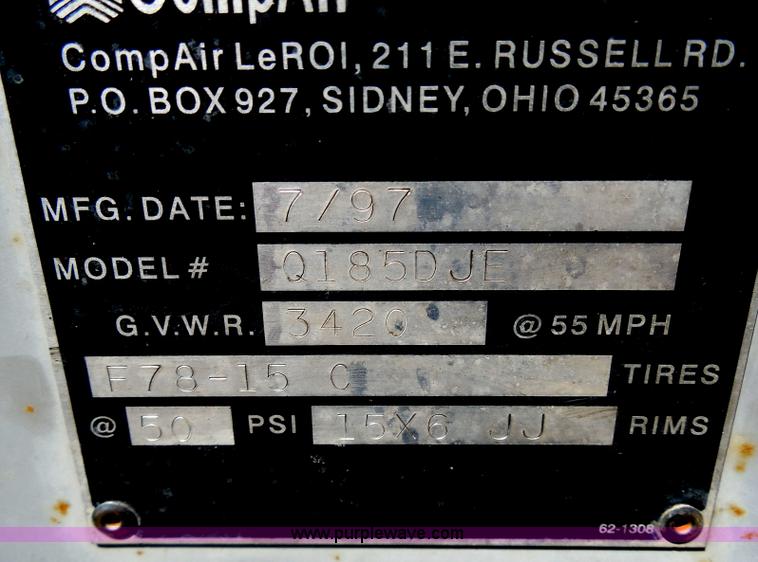 CompAir
CompAir LeROI, 211 E. RUSSELL RD.
P.O. BOX 927, SIDNEY, OHIO 45365
MFG. DATE: 7/97
MODEL # Q185DJE
G.V.W.R. 3420 @ 55 MPH
F78-15 C TIRES
@ 50 PSI 15X6 JJ RIMS
62-1308
www.purplewave.com